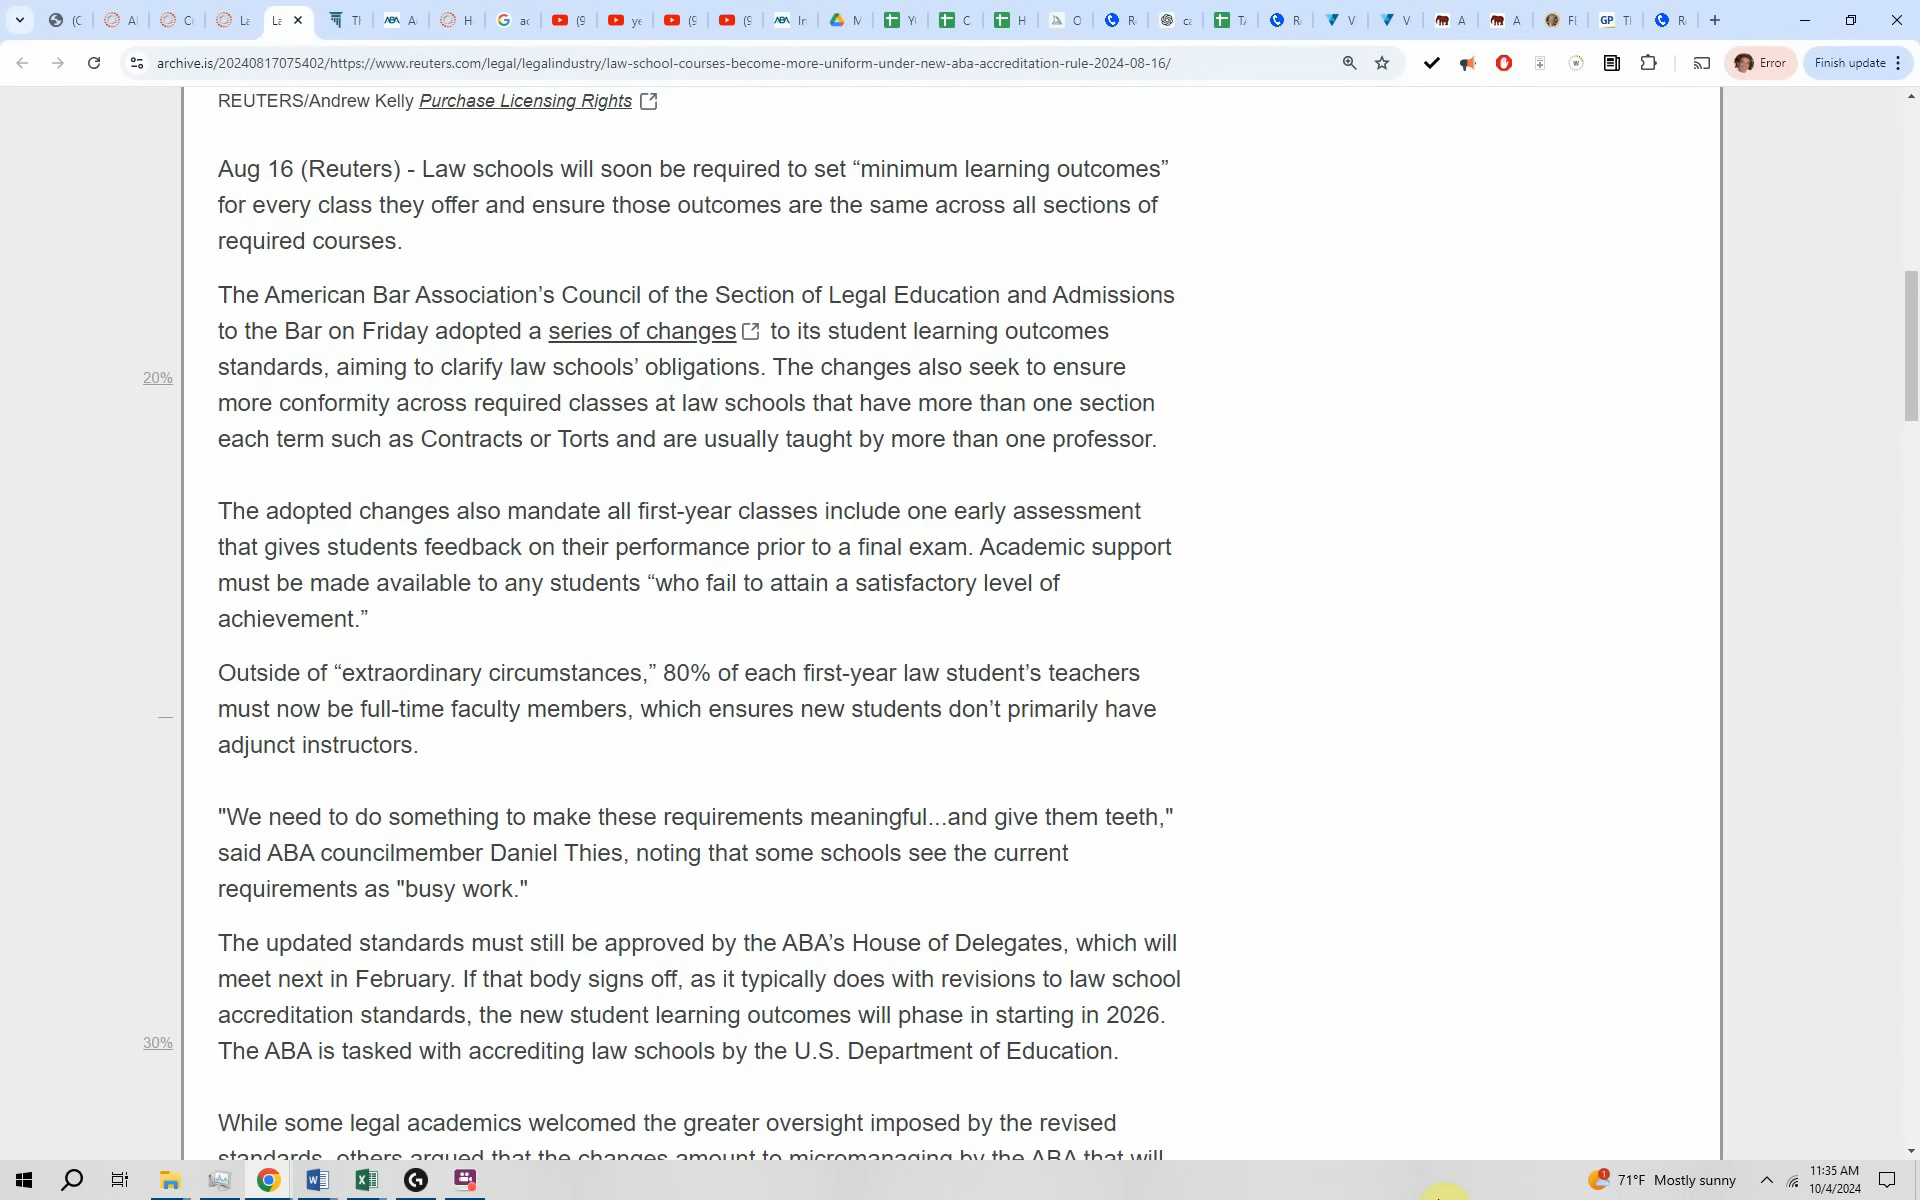 archive.is/20240817075402/https://www.reuters.com/legal/legalindustry/law-school-courses-become-more-uniform-under-new-aba-accreditation-rule-2024-08-16/
Error
Finish update
REUTERS/Andrew Kelly Purchase Licensing Rights
Aug 16 (Reuters) - Law schools will soon be required to set “minimum learning outcomes”
for every class they offer and ensure those outcomes are the same across all sections of
required courses.
The American Bar Association’s Council of the Section of Legal Education and Admissions
to the Bar on Friday adopted a series of changes to its student learning outcomes
standards, aiming to clarify law schools’ obligations. The changes also seek to ensure
20%
more conformity across required classes at law schools that have more than one section
each term such as Contracts or Torts and are usually taught by more than one professor.
The adopted changes also mandate all first-year classes include one early assessment
that gives students feedback on their performance prior to a final exam. Academic support
must be made available to any students “who fail to attain a satisfactory level of
achievement.”
Outside of “extraordinary circumstances,” 80% of each first-year law student’s teachers
must now be full-time faculty members, which ensures new students don’t primarily have
adjunct instructors.
"We need to do something to make these requirements meaningful...and give them teeth,"
said ABA councilmember Daniel Thies, noting that some schools see the current
requirements as "busy work."
The updated standards must still be approved by the ABA’s House of Delegates, which will
meet next in February. If that body signs off, as it typically does with revisions to law school
accreditation standards, the new student learning outcomes will phase in starting in 2026.
30%
The ABA is tasked with accrediting law schools by the U.S. Department of Education.
While some legal academics welcomed the greater oversight imposed by the revised
standards, others argued that the changes amount to micromanaging by the ABA that will
71°F Mostly sunny
11:35 AM
10/4/2024